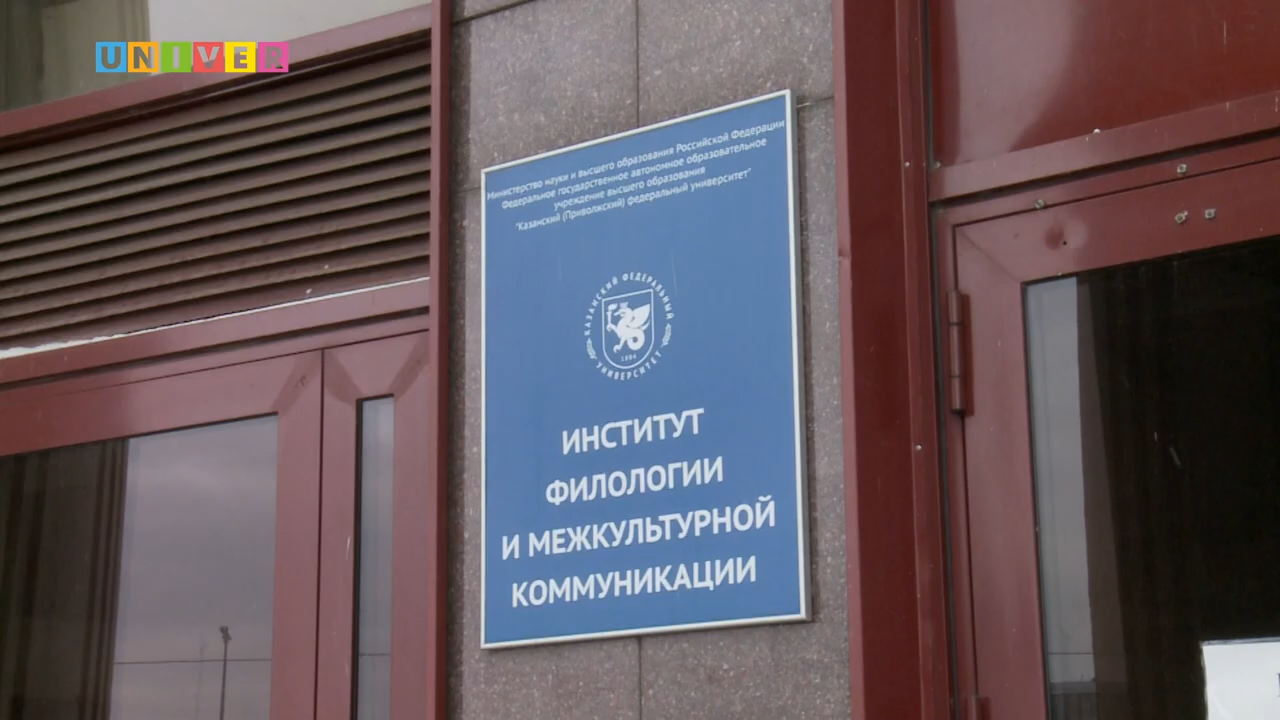 UNIVER
Министерство науки и высшего образования Российской Федерации
Федеральное государственное автономное образовательное
учреждение высшего образования
"Казанский (Приволжский) федеральный университет"
КАЗАНСКИЙ ФЕДЕРАЛЬНЫЙ
1804
УНИВЕРСИТЕТ
ИНСТИТУТ
ФИЛОЛОГИИ
И МЕЖКУЛЬТУРНОЙ
КОММУНИКАЦИИ